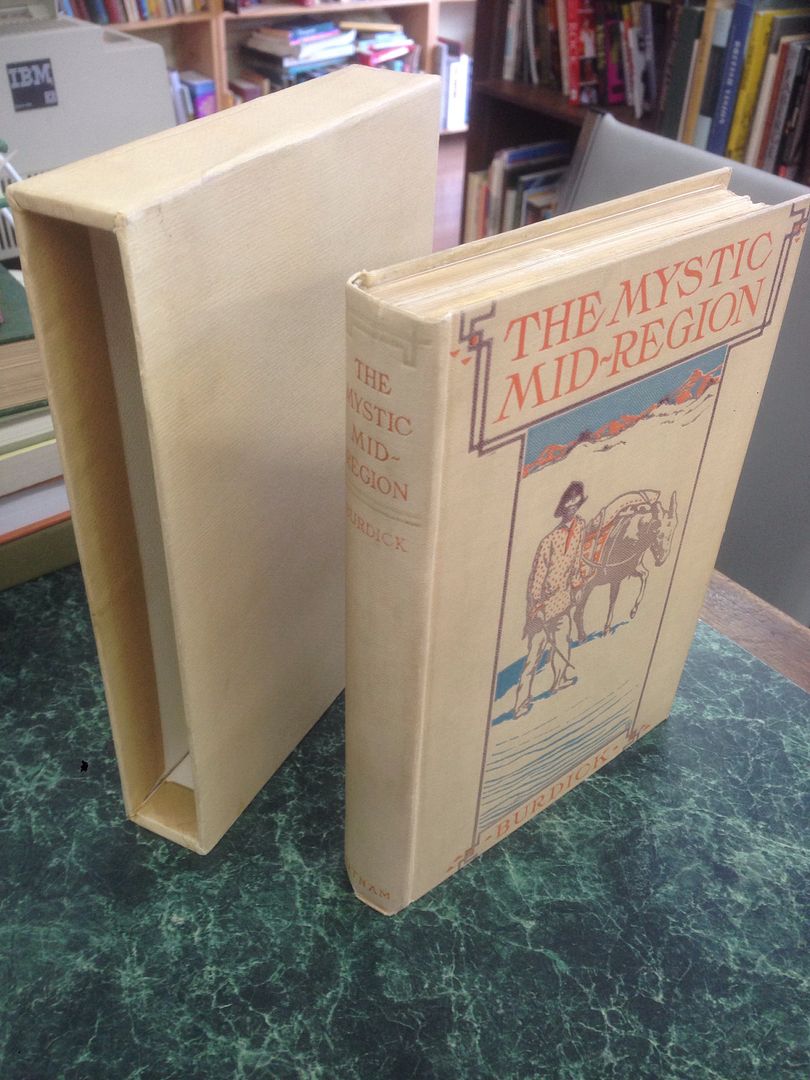 IBM
THE MYSTIC
MID-REGION
BURDICK
THE
MYSTIC
MID-
REGION
BURDICK